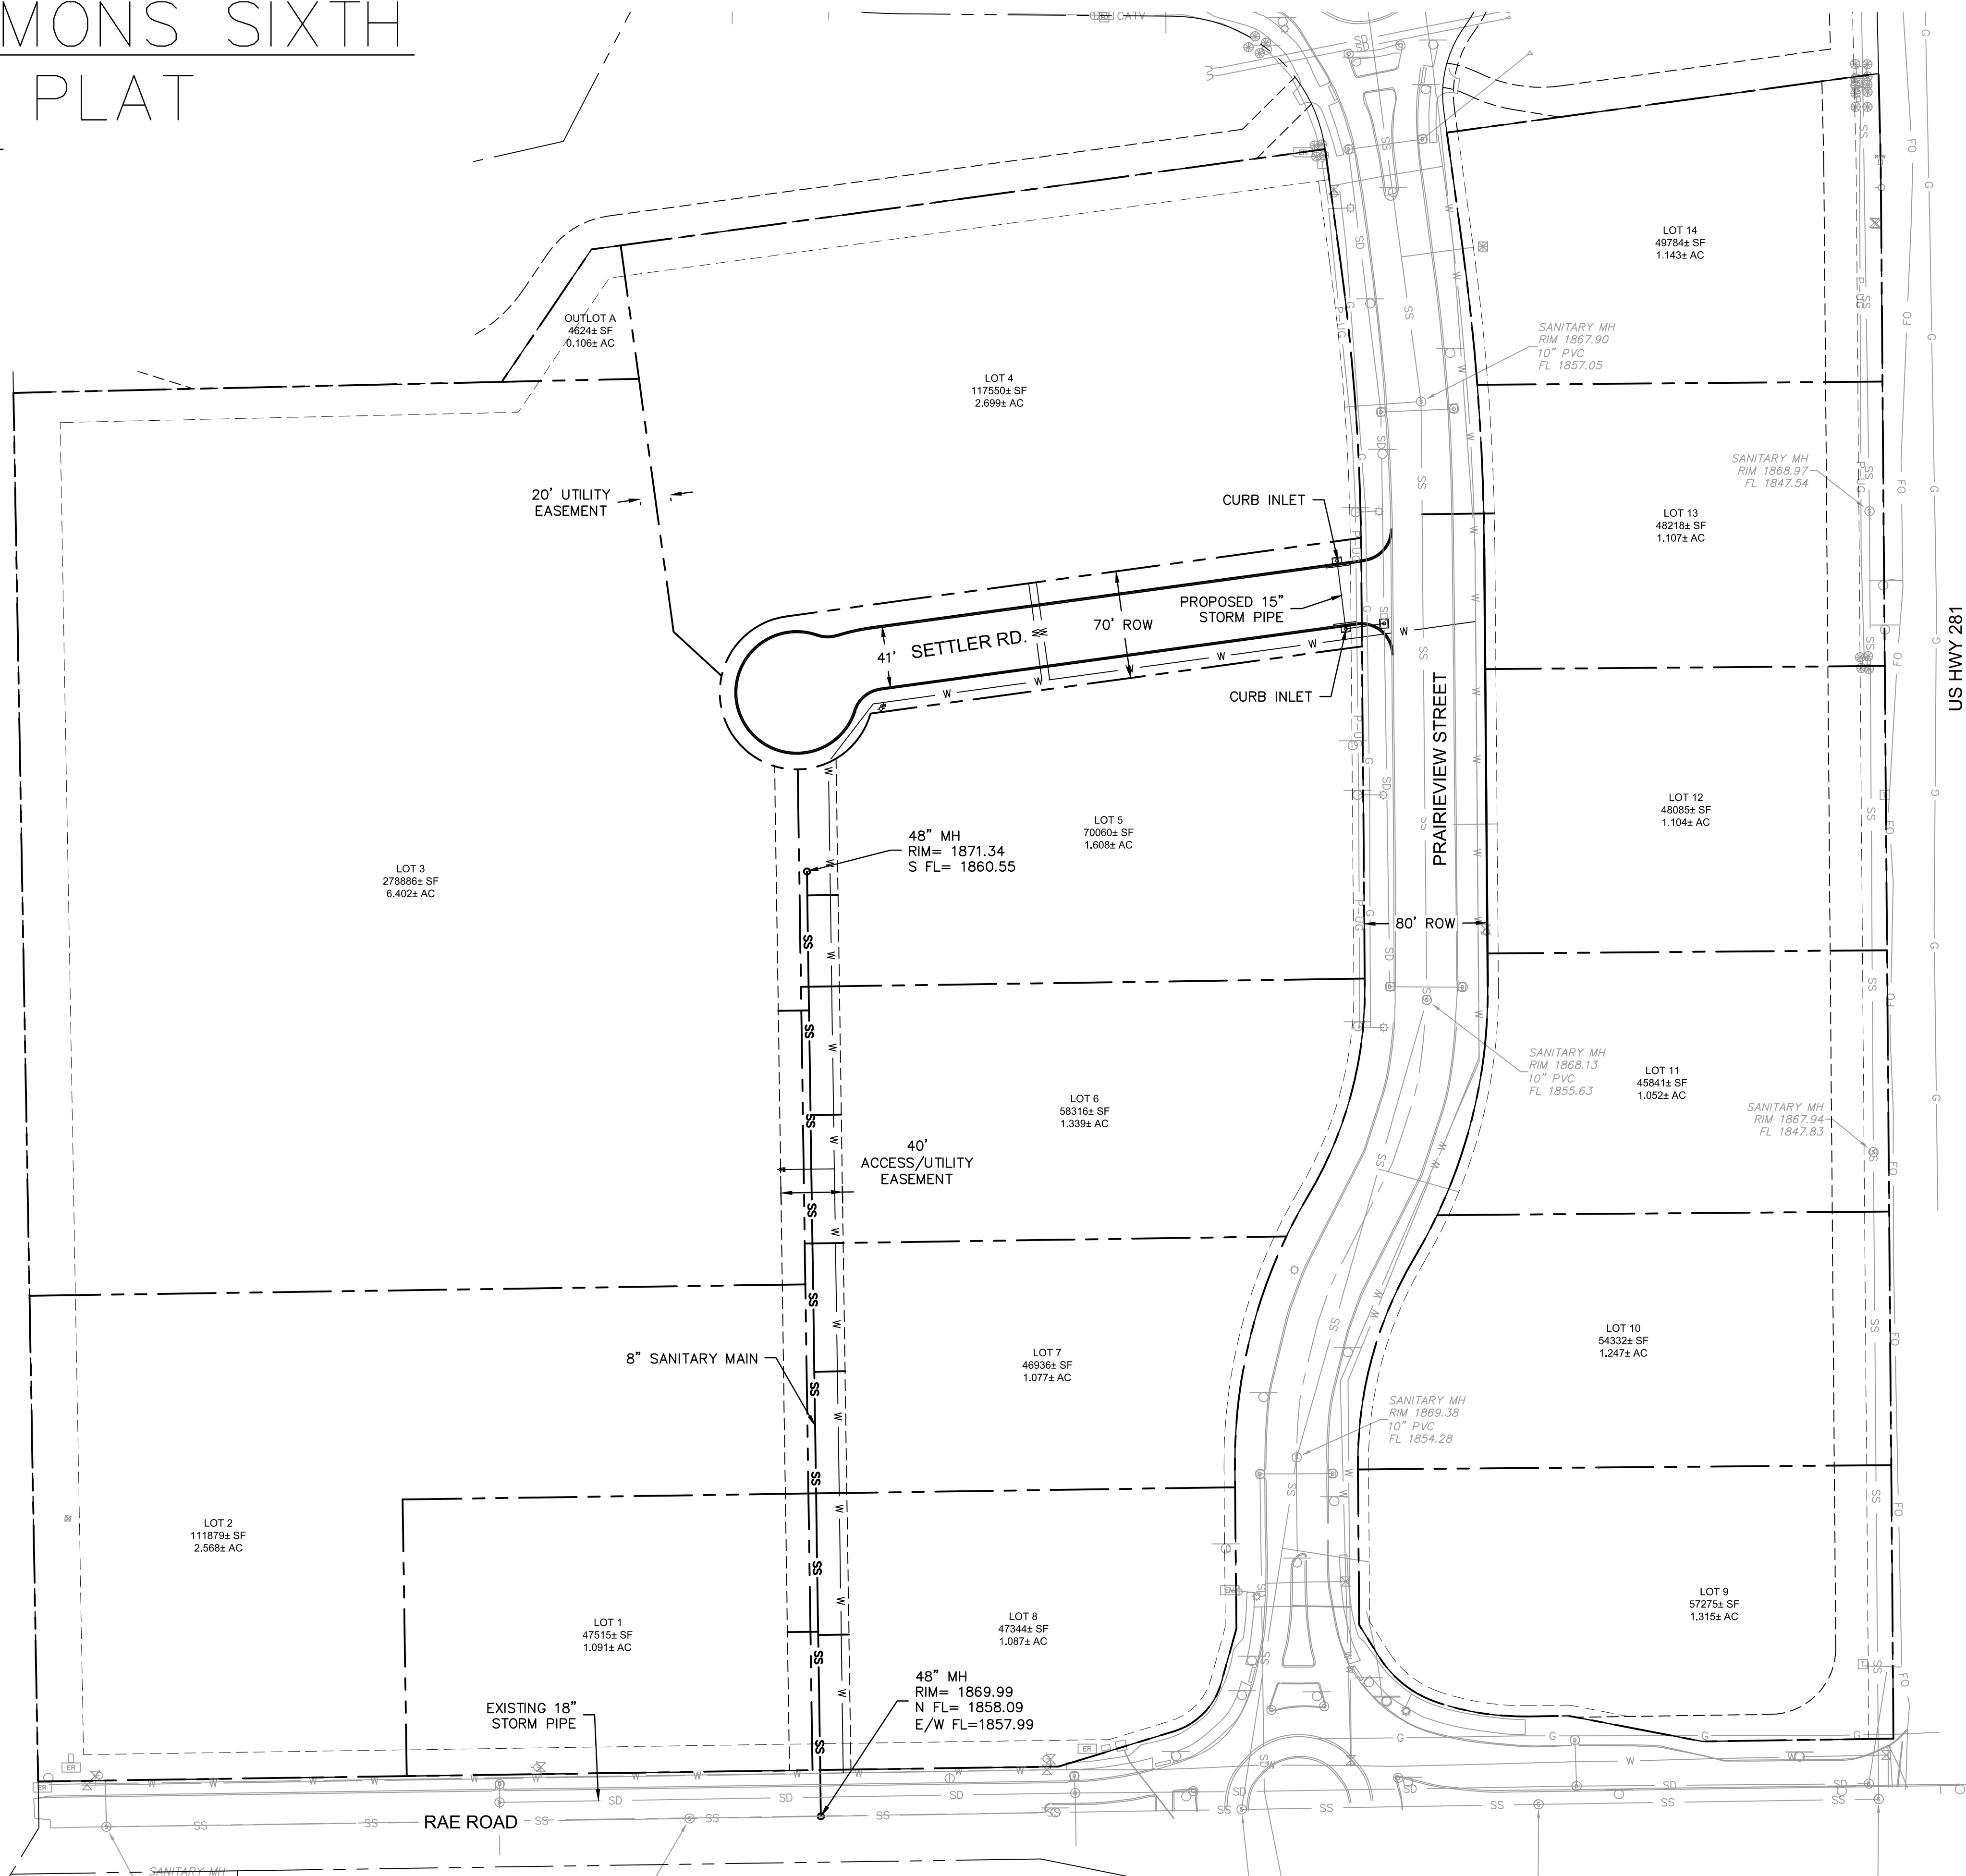 MONS SIXTH
PLAT
CATV
OUTLOT A
4624± SF
0.106± AC
LOT 4
117550± SF
2.699± AC
LOT 14
49784± SF
1.143± AC
SANITARY MH
RIM 1867.90
10" PVC
FL 1857.05
SANITARY MH
RIM 1868.97
FL 1847.54
20' UTILITY
EASEMENT
CURB INLET
LOT 13
48218± SF
1.107± AC
PROPOSED 15"
STORM PIPE
70' ROW
41'
SETTLER RD.
CURB INLET
US HWY 281
PRAIRIEVIEW STREET
LOT 3
278886± SF
6.402± AC
48" MH
RIM= 1871.34
S FL= 1860.55
LOT 5
70060± SF
1.608± AC
LOT 12
48085± SF
1.104± AC
80' ROW
SANITARY MH
RIM 1868.13
10" PVC
FL 1855.63
LOT 11
45841± SF
1.052± AC
SANITARY MH
RIM 1867.94
FL 1847.83
LOT 6
58316± SF
1.339± AC
40'
ACCESS/UTILITY
EASEMENT
8" SANITARY MAIN
LOT 7
46936± SF
1.077± AC
LOT 10
54332± SF
1.247± AC
SANITARY MH
RIM 1869.38
10" PVC
FL 1854.28
LOT 2
111879± SF
2.568± AC
LOT 1
47515± SF
1.091± AC
LOT 8
47344± SF
1.087± AC
LOT 9
57275± SF
1.315± AC
48" MH
RIM= 1869.99
N FL= 1858.09
E/W FL=1857.99
EXISTING 18"
STORM PIPE
ER
ER
ER
RAE ROAD
SANITARY MH